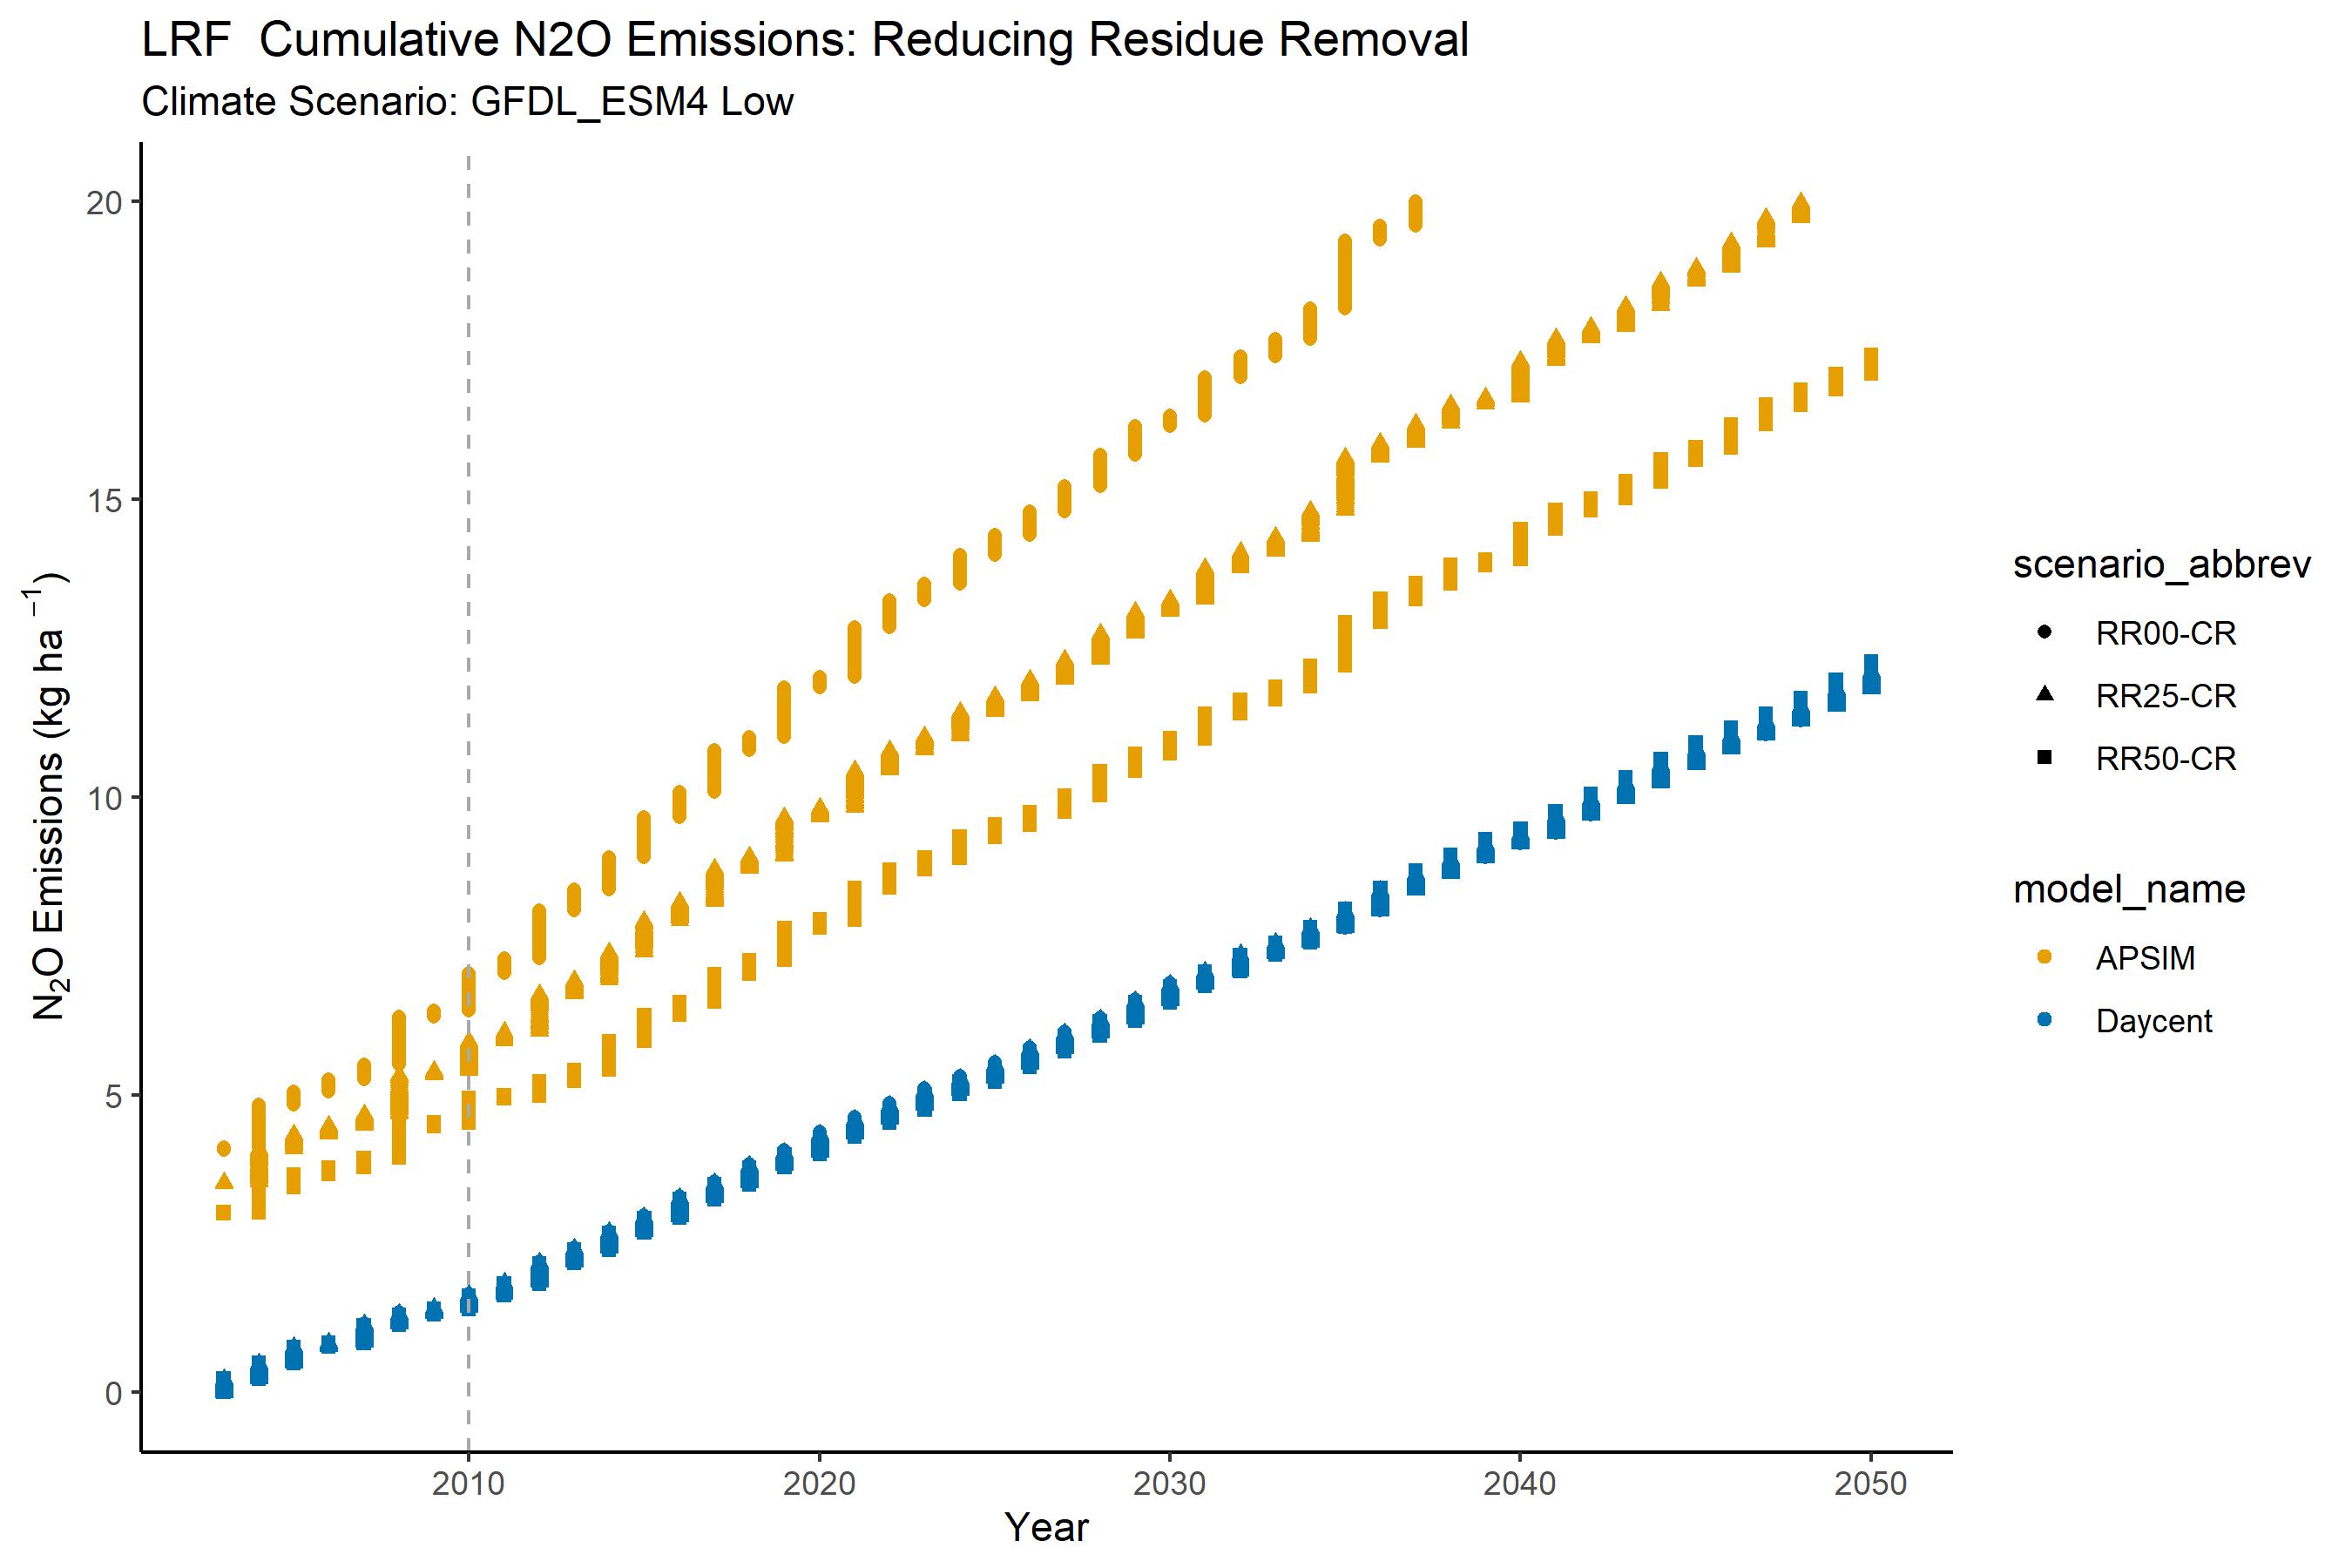 LRF  Cumulative N2O Emissions: Reducing Residue Removal
Climate Scenario: GFDL_ESM4 Low
N₂O Emissions (kg ha ⁻¹)
20
15
10
5
0
2010
2020
2030
2040
2050
Year
scenario_abbrev
RR00-CR
RR25-CR
RR50-CR
model_name
APSIM
Daycent